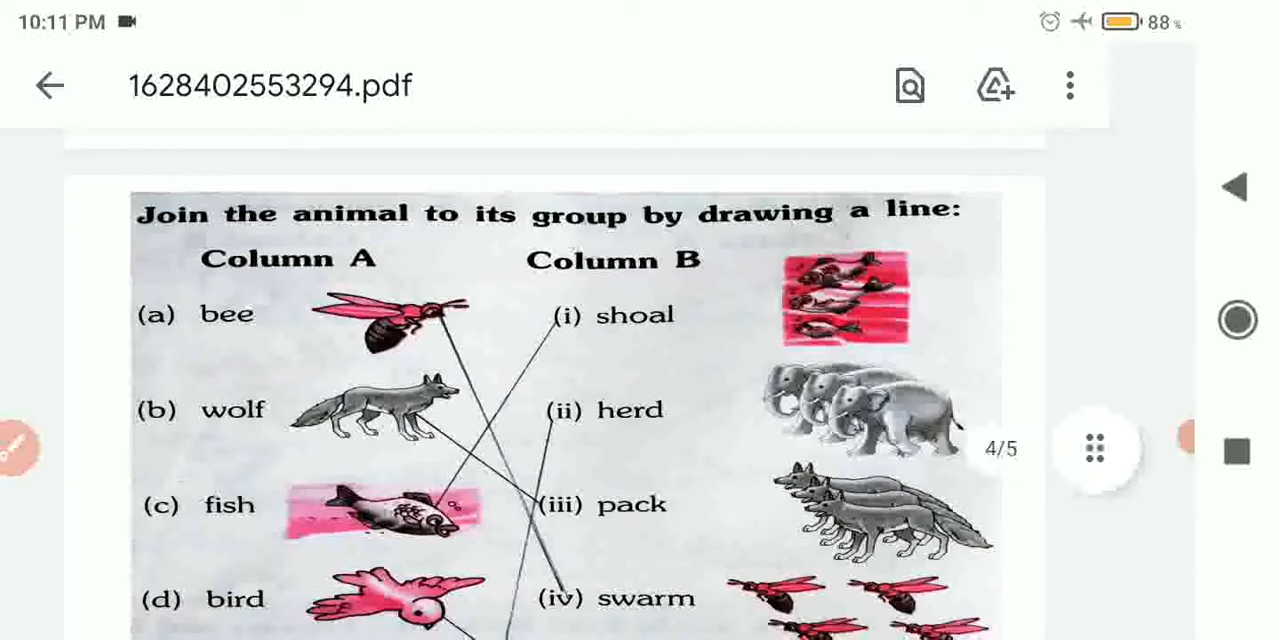 10:11 PM 88%
1628402553294.pdf
Join the animal to its group by drawing a line:
Column A Column B
(a) bee (i) shoal
(b) wolf (ii) herd
4/5
(c) fish (iii) pack
(d) bird (iv) swarm